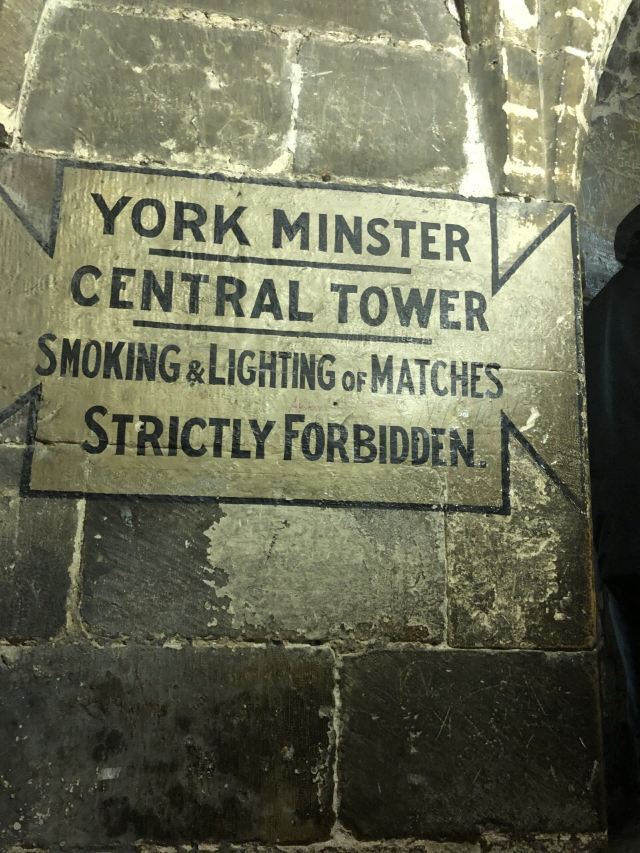 YORK MINSTER
CENTRAL TOWER
SMOKING & LIGHTING OF MATCHES
STRICTLY FORBIDDEN.